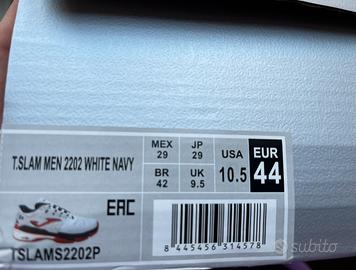 T.SLAM MEN 2202 WHITE NAVY
MEX
29
JP
29
USA
10.5
EUR
44
BR
42
UK
9.5
EAC
TSLAMS2202P
8 445456 314578
subito